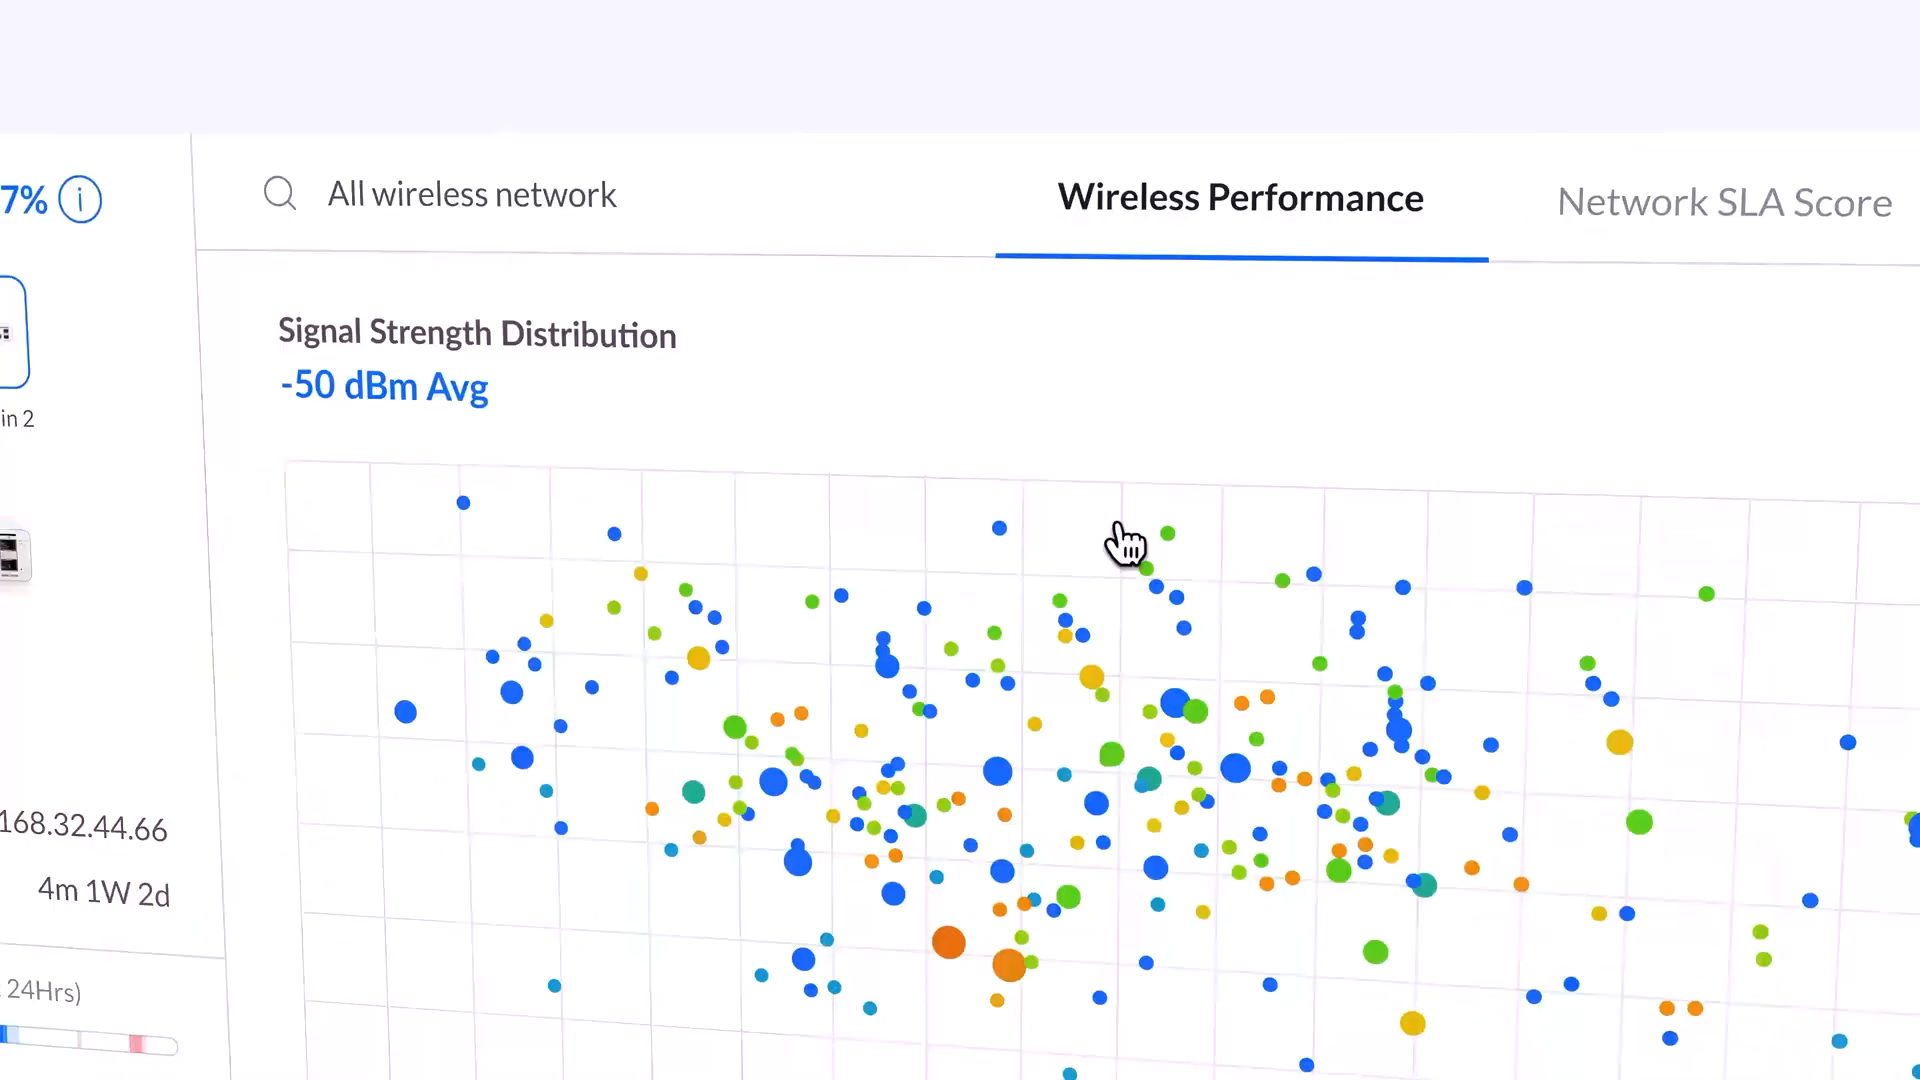 7%
All wireless network
Wireless Performance
Network SLA Score
Signal Strength Distribution
-50 dBm Avg
in 2
168.32.44.66
4m 1W 2d
24Hrs)